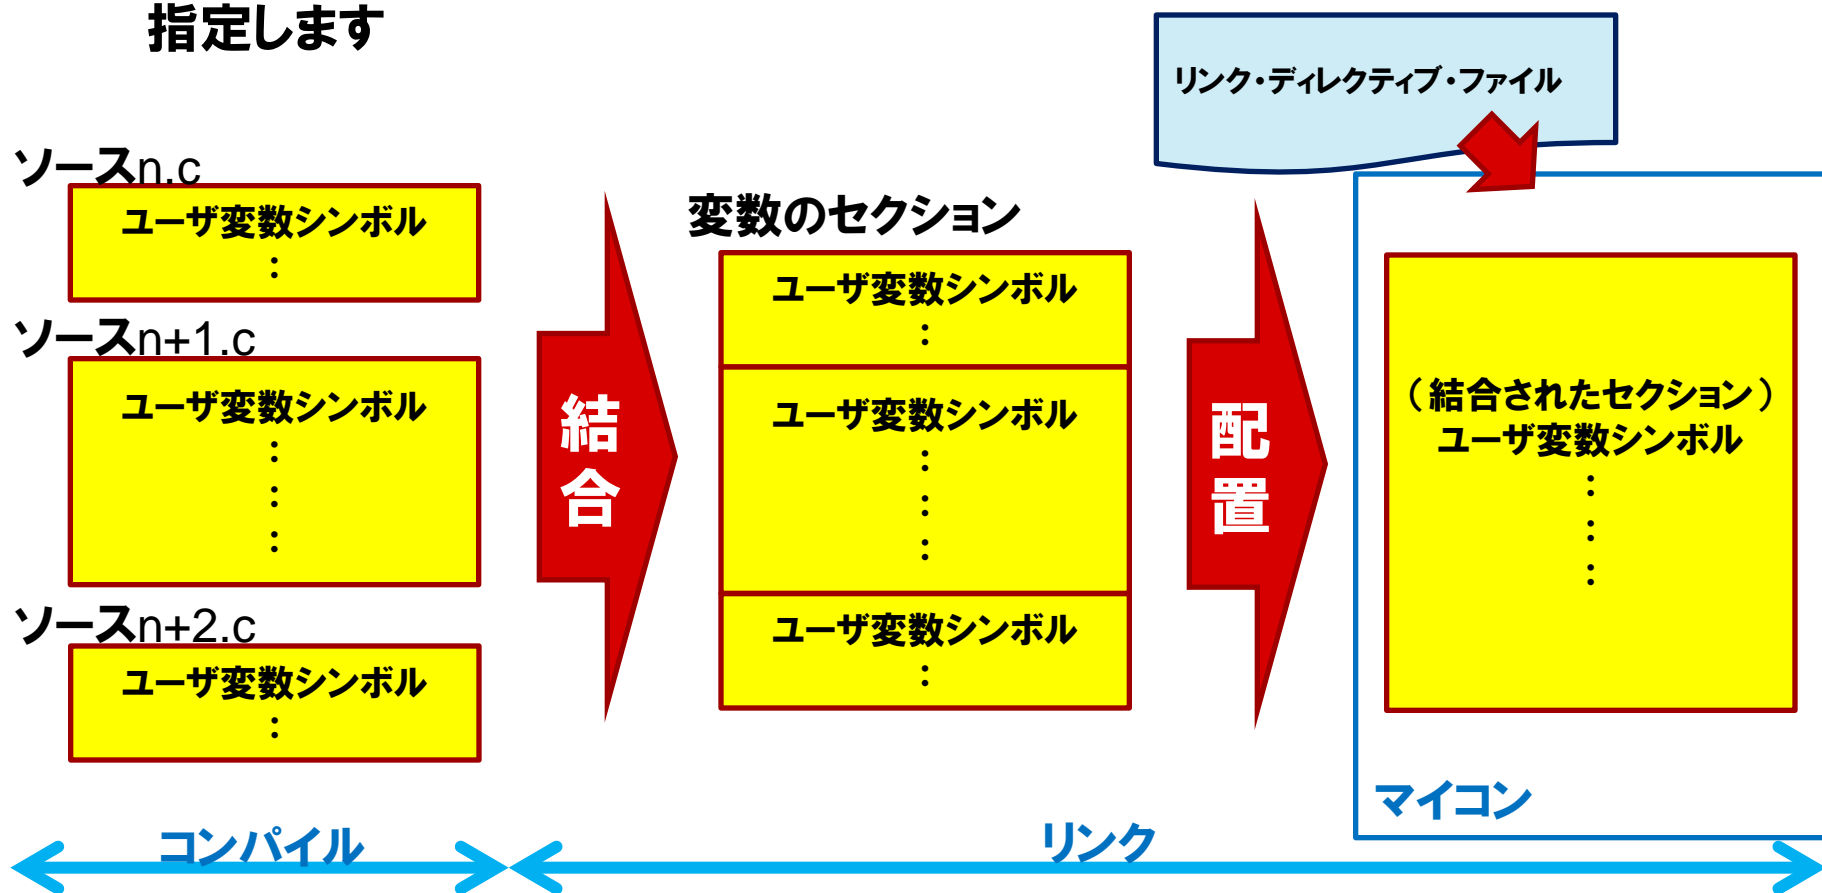 指定します
リンク・ディレクティブ・ファイル
ソースn.c
ユーザ変数シンボル
：
ソースn+1.c
ユーザ変数シンボル
：
：
：
ソースn+2.c
ユーザ変数シンボル
：
結
合
変数のセクション
ユーザ変数シンボル
：
ユーザ変数シンボル
：
：
：
ユーザ変数シンボル
：
配
置
（結合されたセクション）
ユーザ変数シンボル
：
：
：
マイコン
コンパイル
リンク